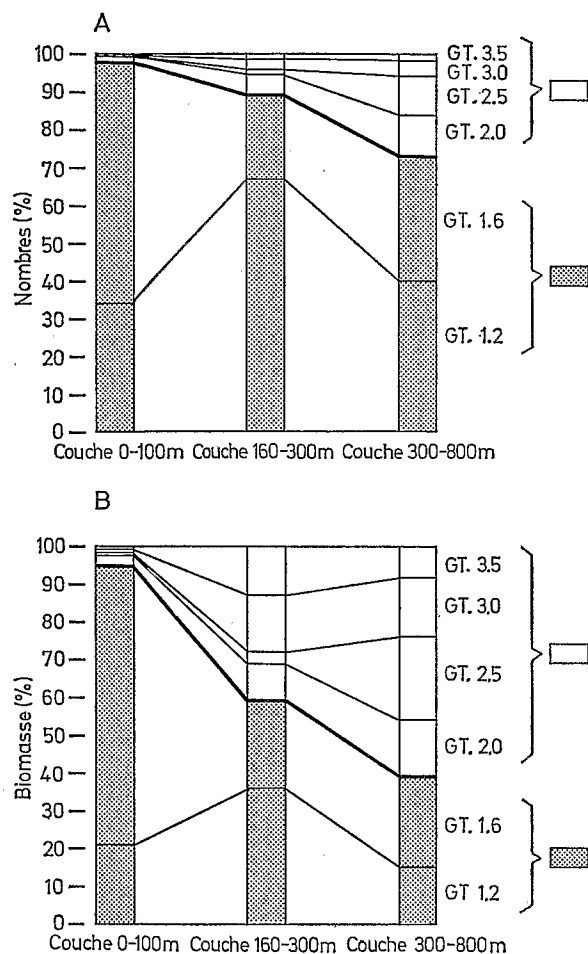 A
100
90
80
70
60
50
40
30
20
10
0
Nombres (%)
GT. 3.5
GT. 3.0
GT. 2.5
GT. 2.0
GT. 1.6
GT. 1.2
Couche 0-100m Couche 160-300m Couche 300-800m
B
100
90
80
70
60
50
40
30
20
10
0
Biomasse (%)
GT. 3.5
GT. 3.0
GT. 2.5
GT. 2.0
GT. 1.6
GT 1.2
Couche 0-100m Couche 160-300m Couche 300-800m